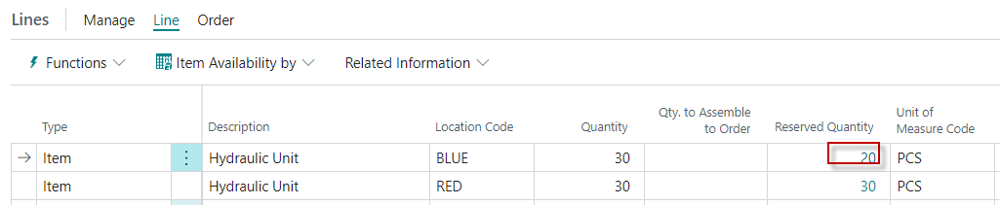 Lines Manage Line Order
Functions Item Availability by Related Information
Type Description Location Code Quantity Qty. to Assemble to Order Reserved Quantity Unit of Measure Code
Item Hydraulic Unit BLUE 30 20 PCS
Item Hydraulic Unit RED 30 30 PCS